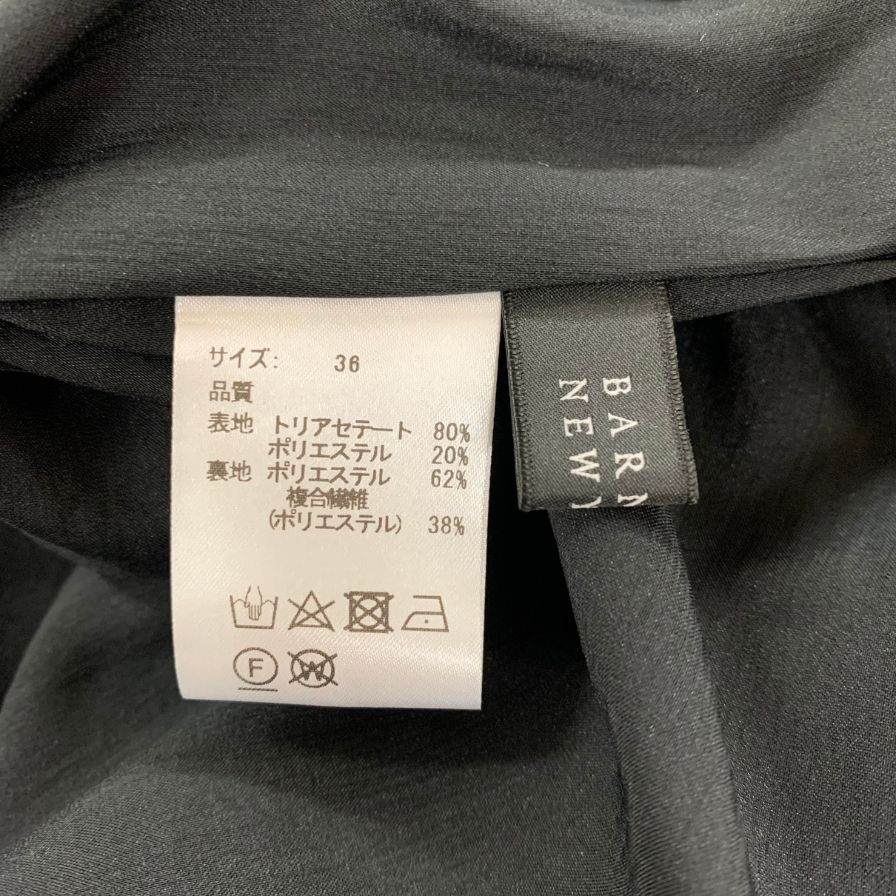 サイズ: 36
品質
表地 トリアセテート 80%
ポリエステル 20%
裏地 ポリエステル 62%
複合繊維
(ポリエステル) 38%
F
W
BARN
NEW Y